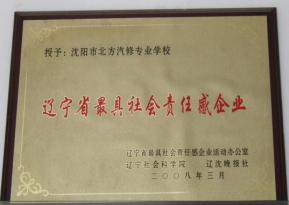 授予：沈阳市北方汽修专业学校
辽宁省最具社会责任感企业
辽宁省最具社会责任感企业活动办公室
辽宁社会科学院 辽沈晚报社
二〇〇八年三月